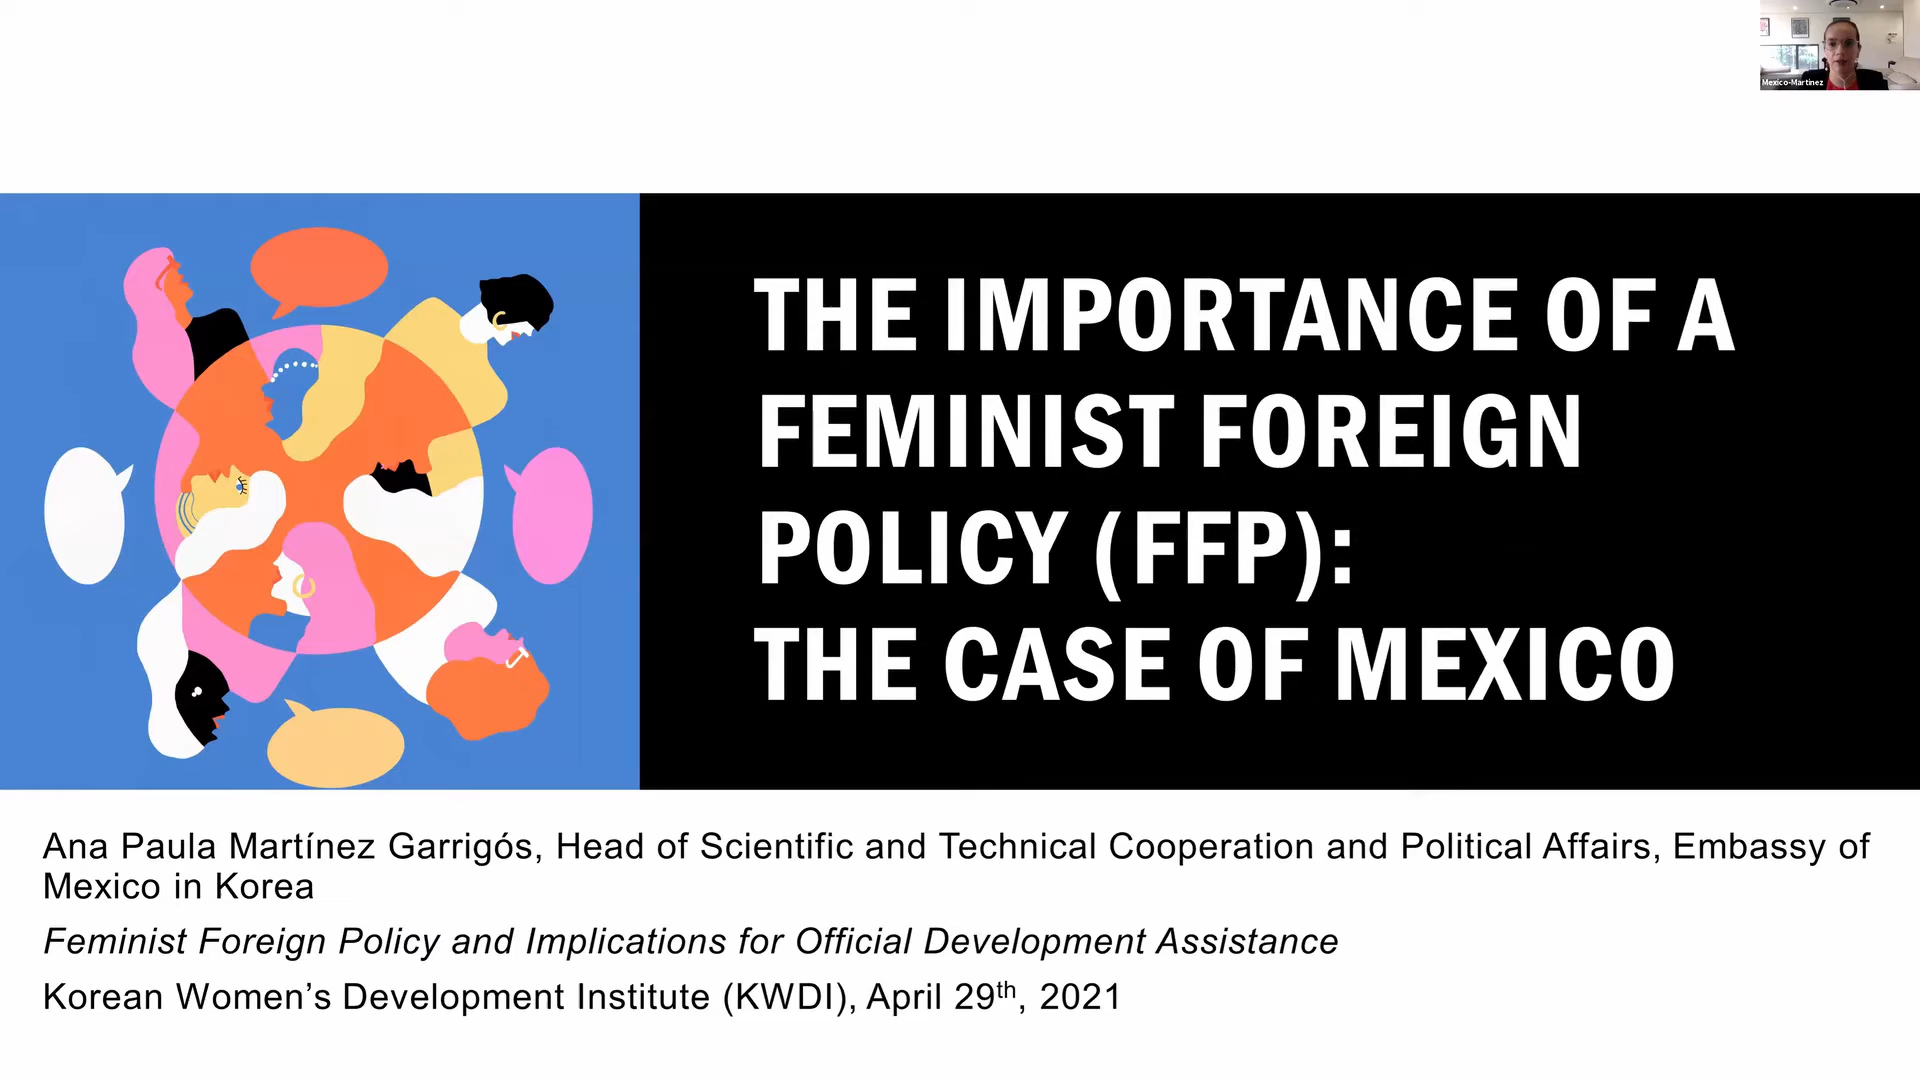 Mexico-Martinez
THE IMPORTANCE OF A
FEMINIST FOREIGN
POLICY (FFP):
THE CASE OF MEXICO
Ana Paula Martínez Garrigós, Head of Scientific and Technical Cooperation and Political Affairs, Embassy of
Mexico in Korea
Feminist Foreign Policy and Implications for Official Development Assistance
Korean Women’s Development Institute (KWDI), April 29th, 2021